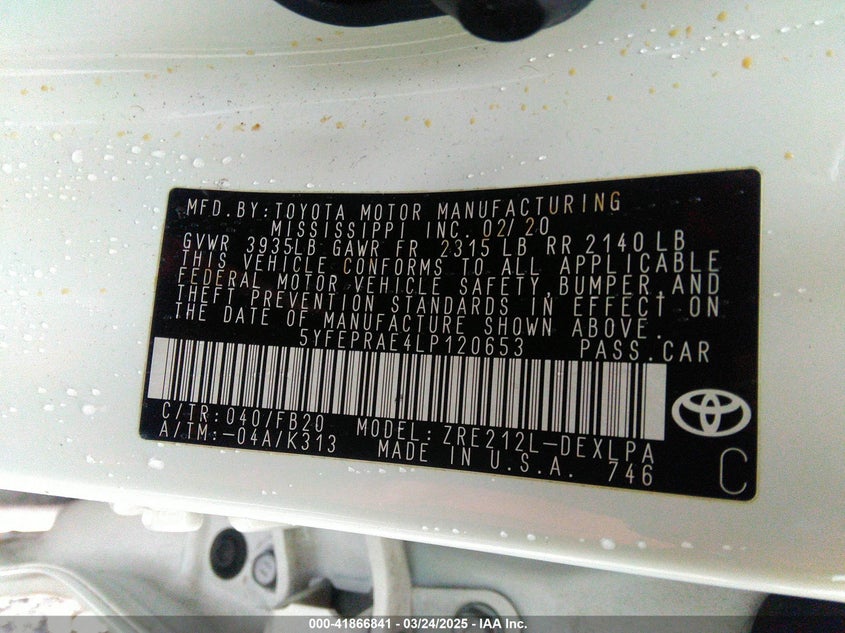 MFD.BY:TOYOTA MOTOR MANUFACTURING
MISSISSIPPI INC. 02/20
GVWR 3935LB GAWR FR 2315LB RR 2140LB
THIS VEHICLE CONFORMS TO ALL APPLICABLE
FEDERAL MOTOR VEHICLE SAFETY, BUMPER, AND
THEFT PREVENTION STANDARDS IN EFFECT ON
THE DATE OF MANUFACTURE SHOWN ABOVE.
5YFEPRAE4LP120653 PASS.CAR
C/TR:040/FB20 MODEL:ZRE212L-DEXLPA
A/TM:-04A/K313 MADE IN U.S.A. 746
C
000-41866841 - 03/24/2025 - IAA Inc.